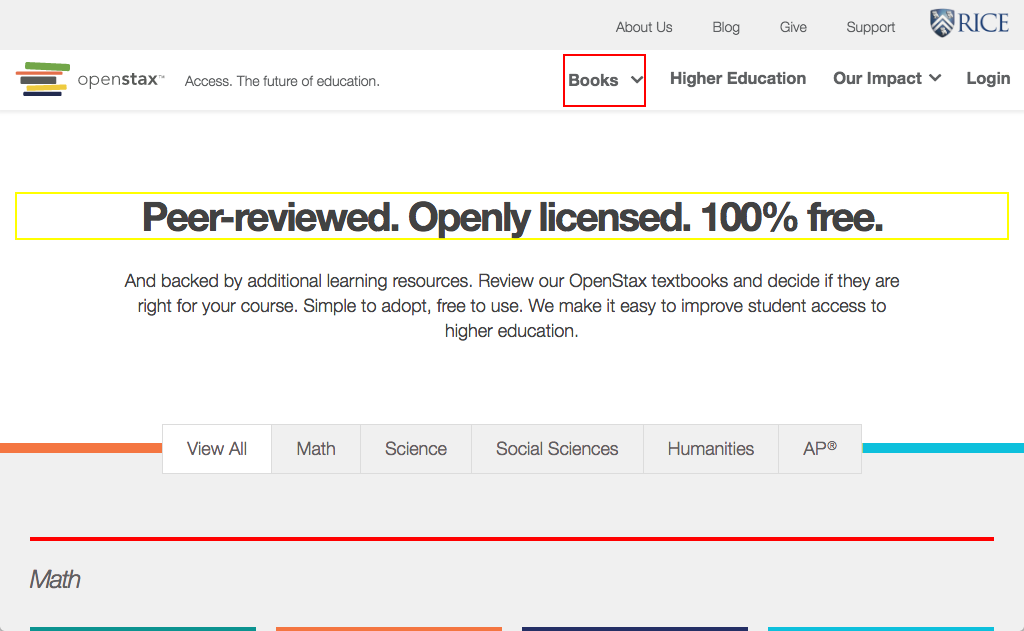 About Us Blog Give Support RICE
openstax™ Access. The future of education. Books Higher Education Our Impact Login
Peer-reviewed. Openly licensed. 100% free.
And backed by additional learning resources. Review our OpenStax textbooks and decide if they are
right for your course. Simple to adopt, free to use. We make it easy to improve student access to
higher education.
View All Math Science Social Sciences Humanities AP®
Math